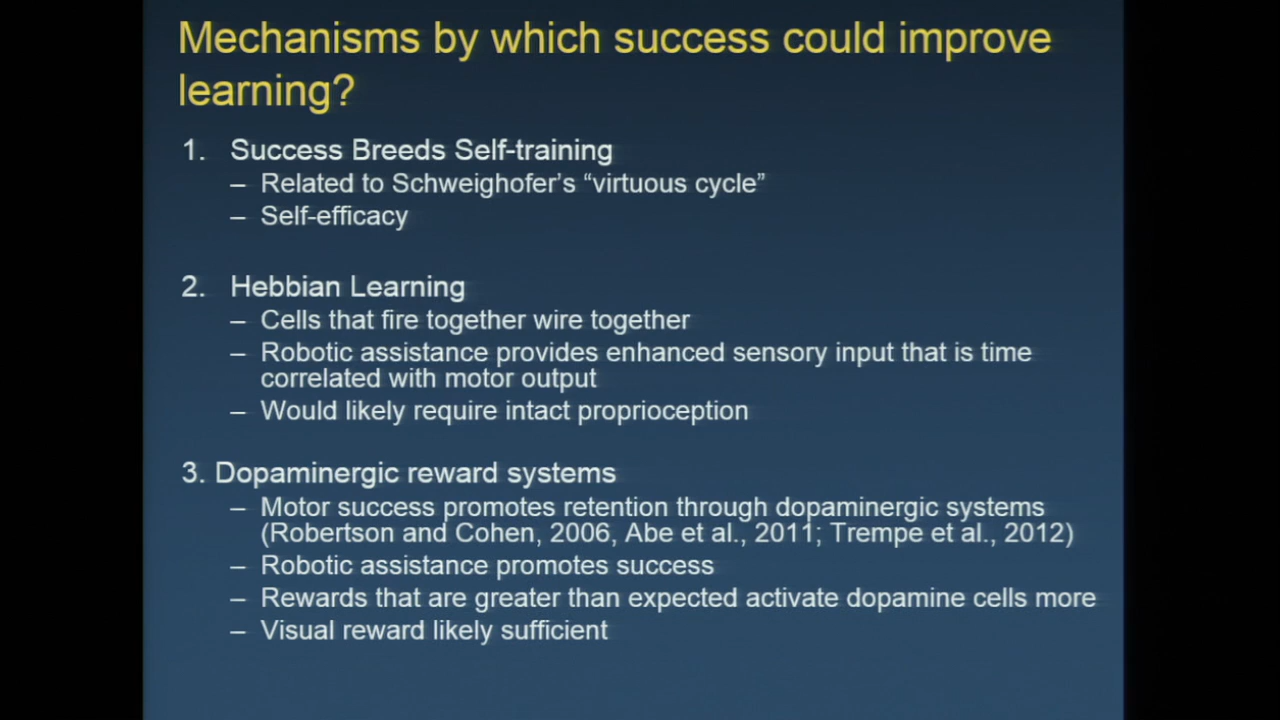 Mechanisms by which success could improve
learning?
1. Success Breeds Self-training
– Related to Schweighofer's “virtuous cycle”
– Self-efficacy
2. Hebbian Learning
– Cells that fire together wire together
– Robotic assistance provides enhanced sensory input that is time
correlated with motor output
– Would likely require intact proprioception
3. Dopaminergic reward systems
– Motor success promotes retention through dopaminergic systems
(Robertson and Cohen, 2006, Abe et al., 2011; Trempe et al., 2012)
– Robotic assistance promotes success
– Rewards that are greater than expected activate dopamine cells more
– Visual reward likely sufficient